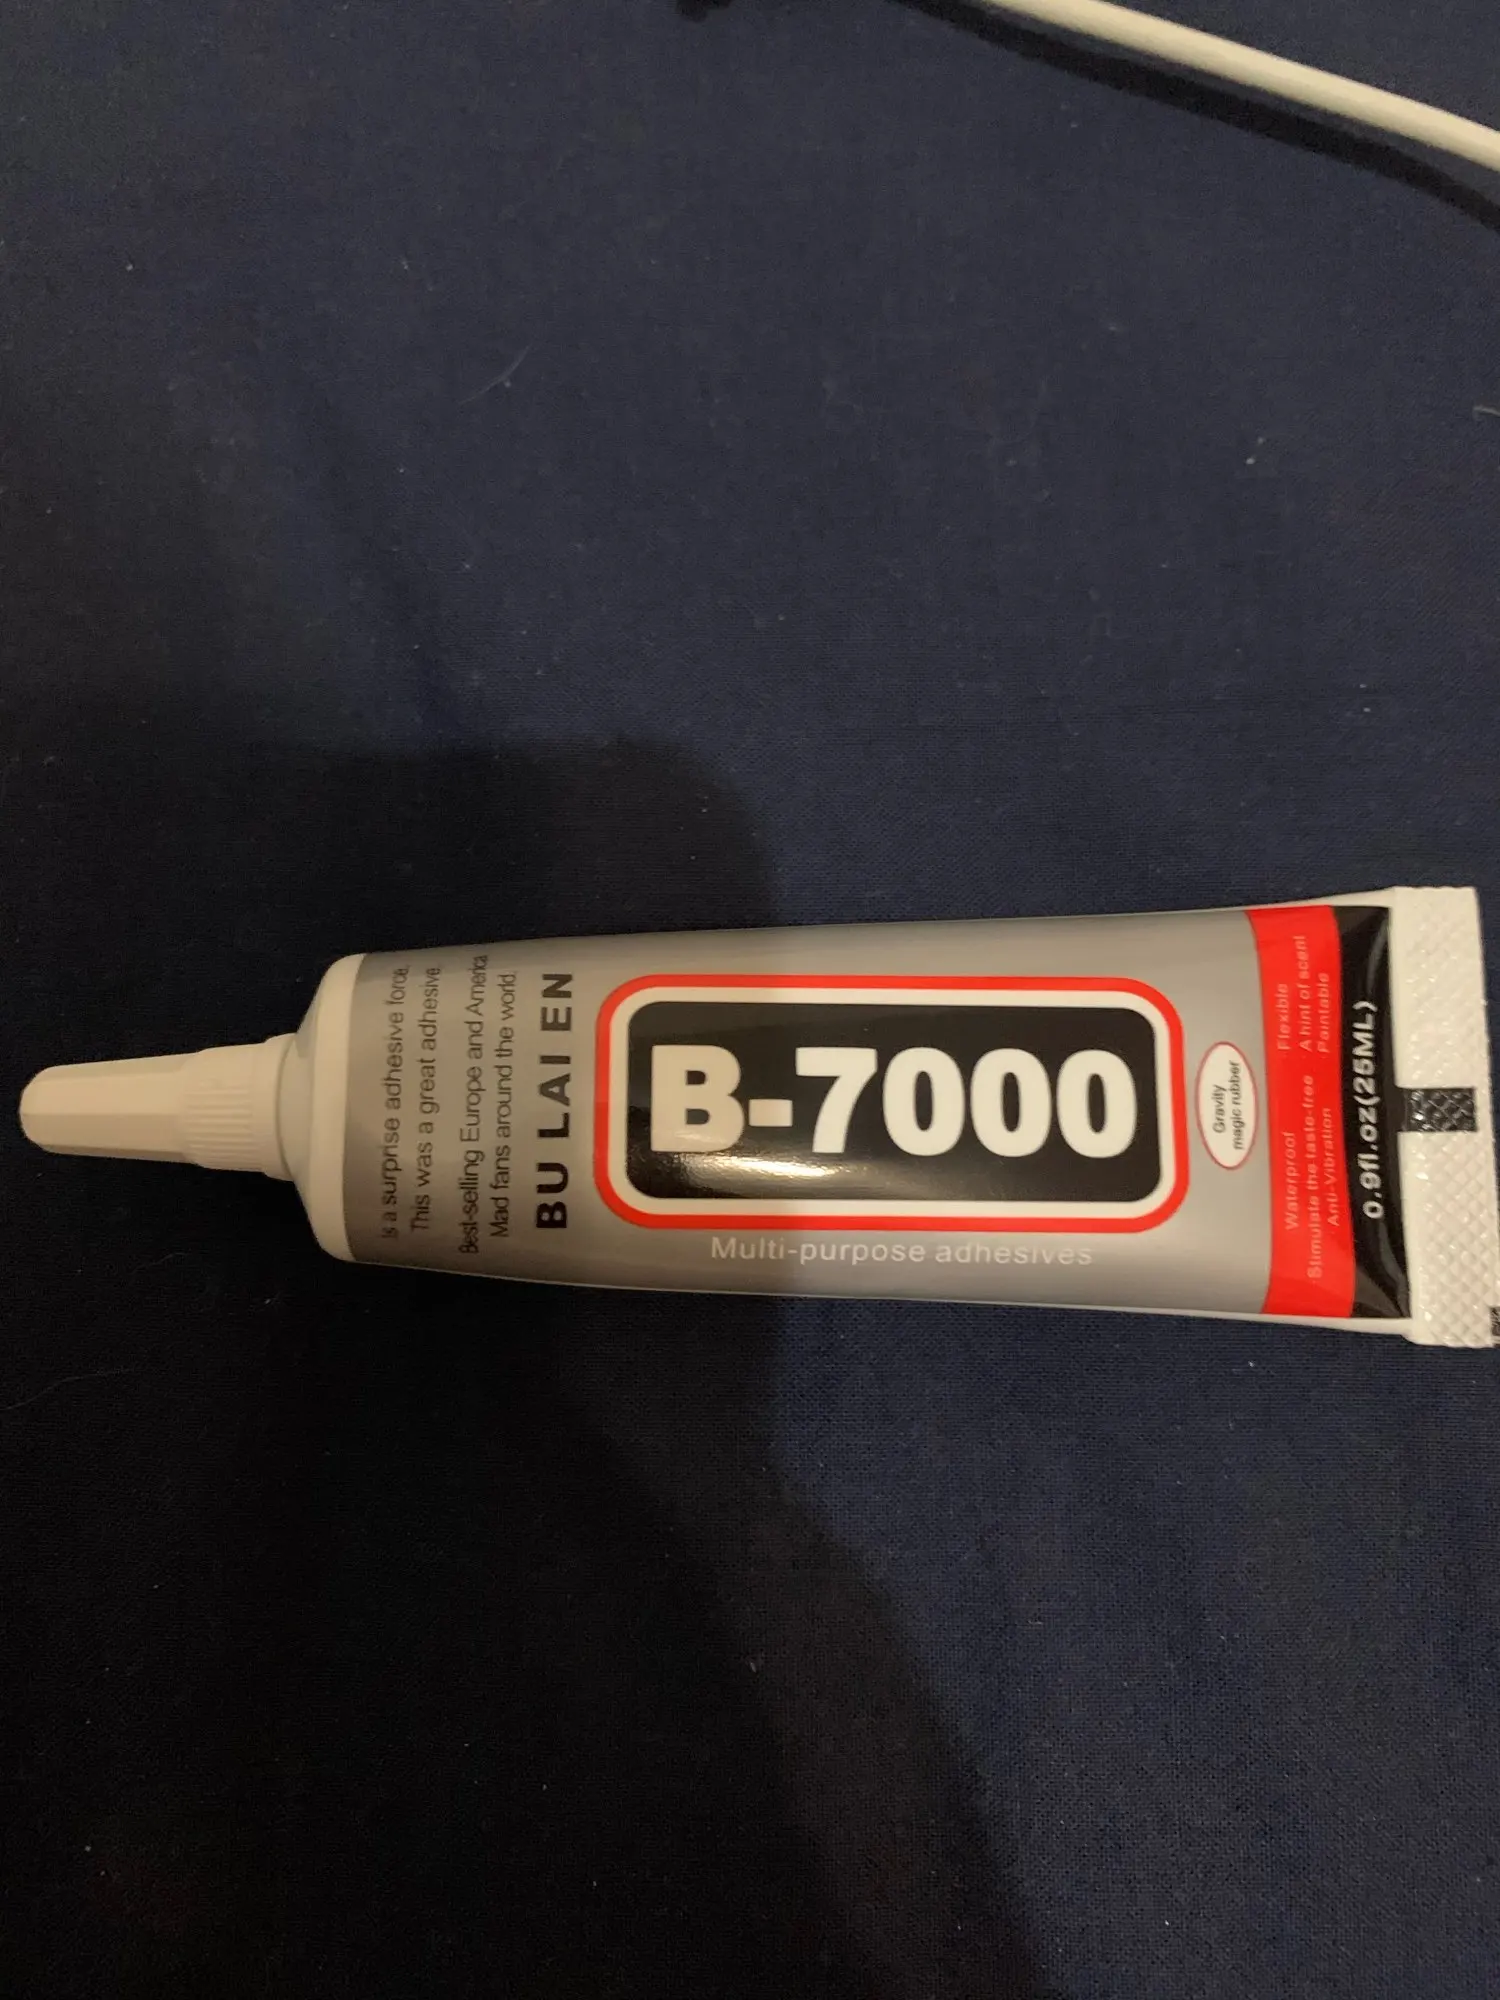 Is a surprise adhesive force.
This was a great adhesive.
Best-selling Europe and America
Mad fans around the world.
BU LAI EN
B-7000
Multi-purpose adhesives
Gravity
magic rubber
Waterproof Flexible
Stimulate the taste-free A hint of scent
Anti-Vibration Paintable
0.9fl.oz(25ML)